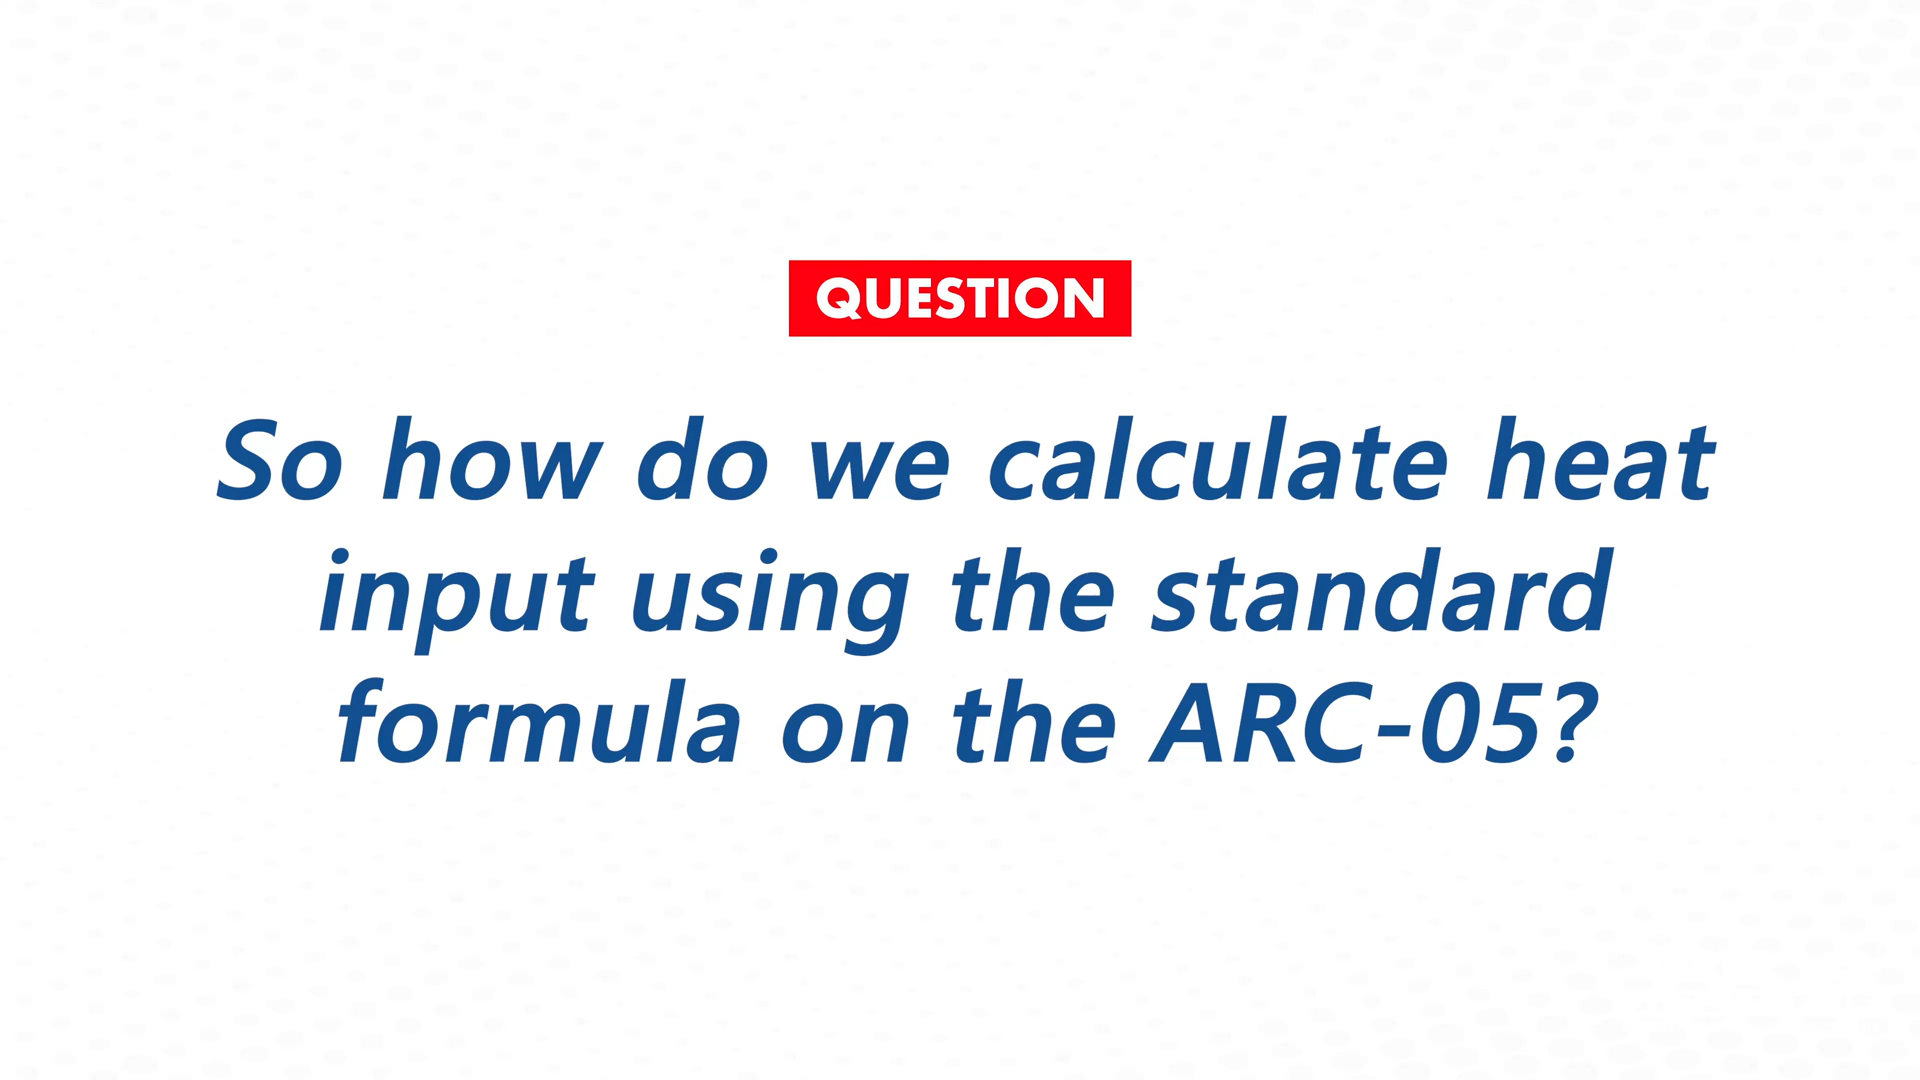 QUESTION
So how do we calculate heat
input using the standard
formula on the ARC-05?